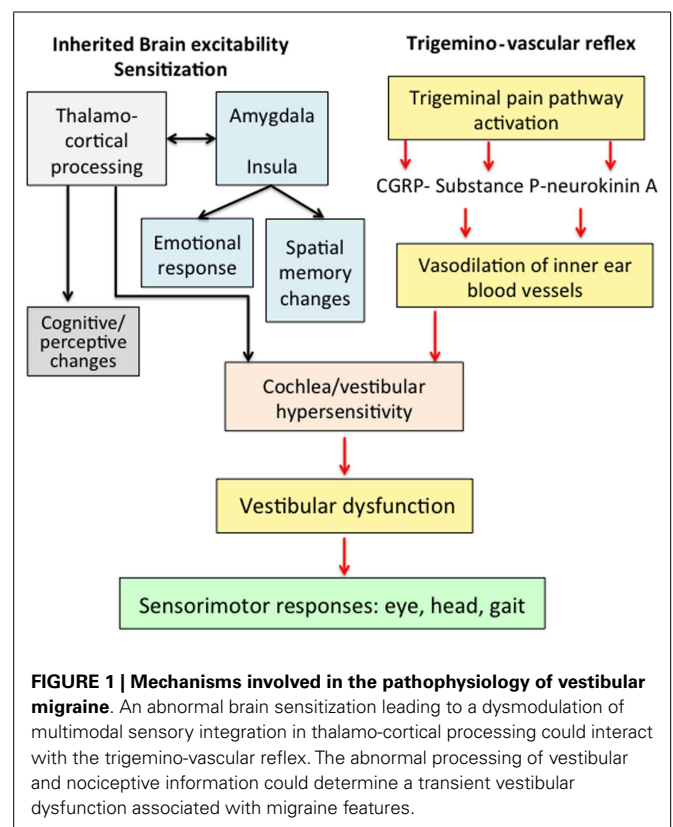 Inherited Brain excitability
Sensitization
Trigemino-vascular reflex
Thalamo-
cortical
processing
Amygdala
Insula
Trigeminal pain pathway
activation
CGRP- Substance P-neurokinin A
Emotional
response
Spatial
memory
changes
Vasodilation of inner ear
blood vessels
Cognitive/
perceptive
changes
Cochlea/vestibular
hypersensitivity
Vestibular dysfunction
Sensorimotor responses: eye, head, gait
FIGURE 1 | Mechanisms involved in the pathophysiology of vestibular
migraine. An abnormal brain sensitization leading to a dysmodulation of
multimodal sensory integration in thalamo-cortical processing could interact
with the trigemino-vascular reflex. The abnormal processing of vestibular
and nociceptive information could determine a transient vestibular
dysfunction associated with migraine features.